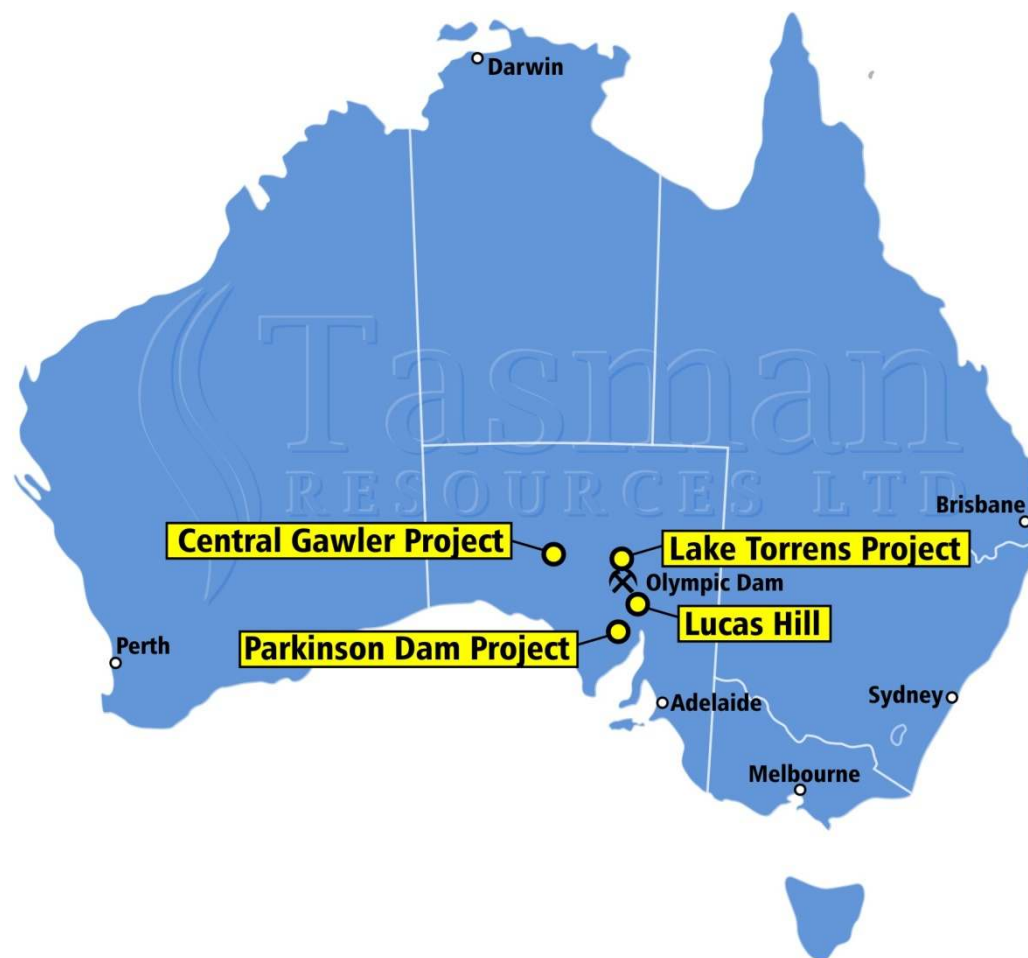 Darwin
Tasman
RESOURCES LTD
Brisbane
Central Gawler Project
Lake Torrens Project
Olympic Dam
Lucas Hill
Parkinson Dam Project
Perth
Adelaide
Sydney
Melbourne